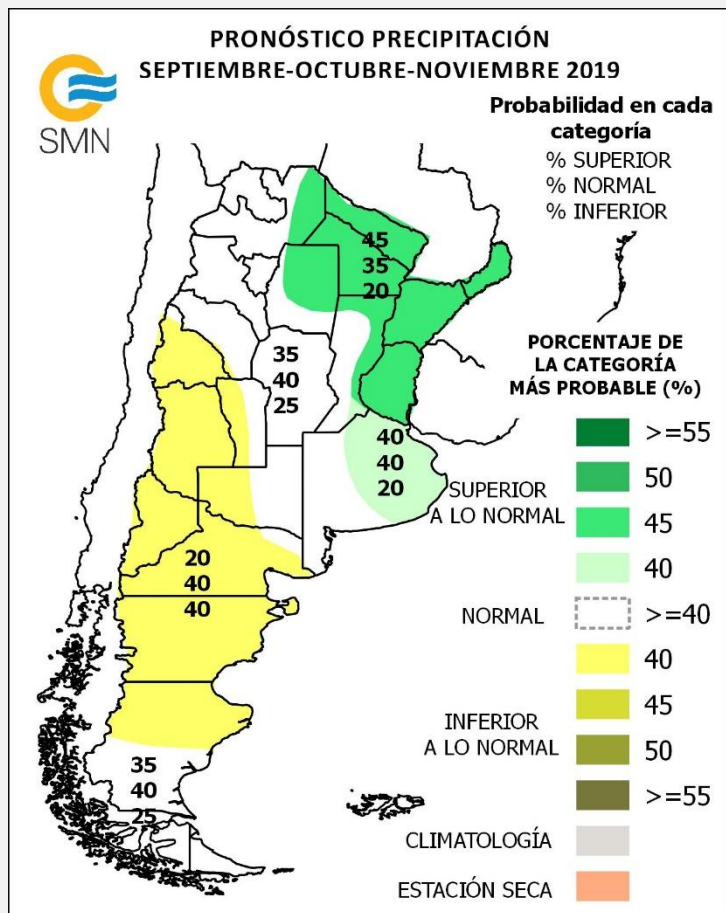 PRONÓSTICO PRECIPITACIÓN
SEPTIEMBRE-OCTUBRE-NOVIEMBRE 2019
SMN
Probabilidad en cada
categoría
% SUPERIOR
% NORMAL
% INFERIOR
45
35
20
35
40
25
40
40
20
20
40
40
35
40
25
PORCENTAJE DE
LA CATEGORÍA
MÁS PROBABLE (%)
>=55
50
SUPERIOR
A LO NORMAL
45
40
NORMAL
>=40
40
45
INFERIOR
A LO NORMAL
50
>=55
CLIMATOLOGÍA
ESTACIÓN SECA